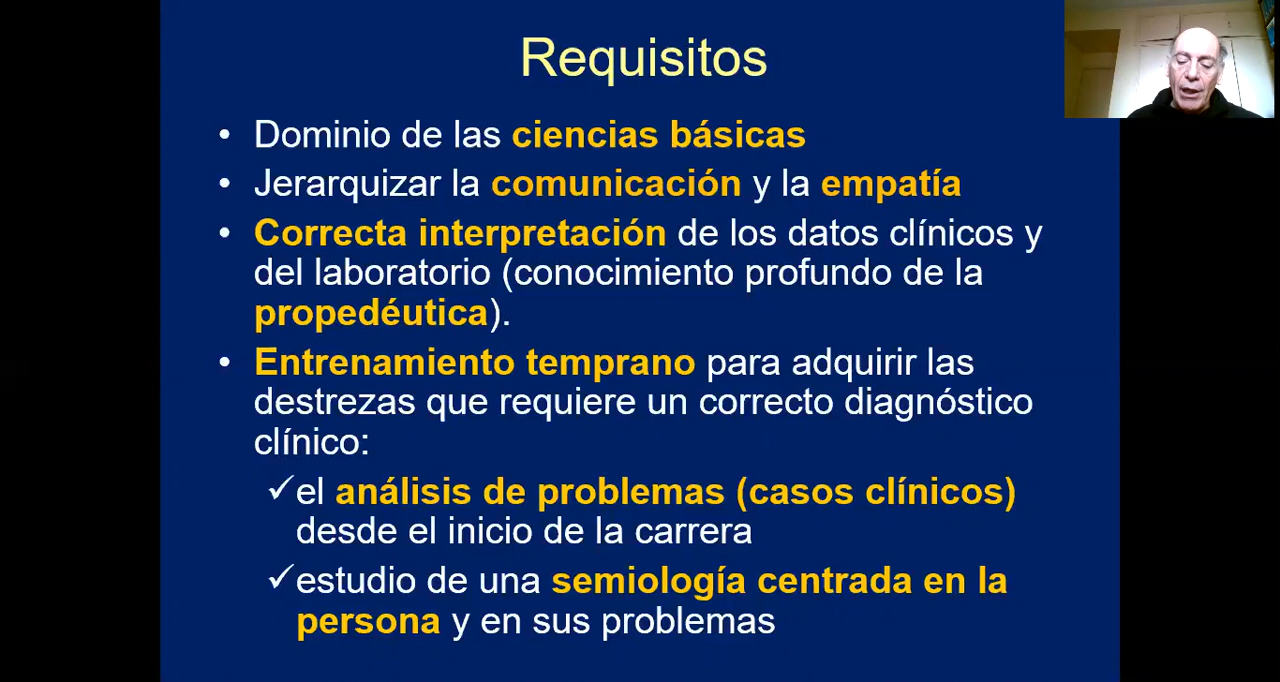 Requisitos
• Dominio de las ciencias básicas
• Jerarquizar la comunicación y la empatía
• Correcta interpretación de los datos clínicos y
del laboratorio (conocimiento profundo de la
propedéutica).
• Entrenamiento temprano para adquirir las
destrezas que requiere un correcto diagnóstico
clínico:
✓el análisis de problemas (casos clínicos)
desde el inicio de la carrera
✓estudio de una semiología centrada en la
persona y en sus problemas